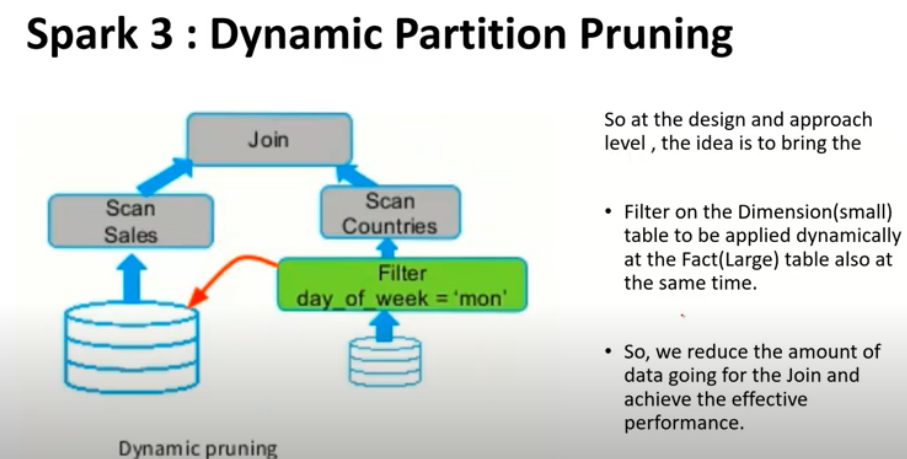 Spark 3 : Dynamic Partition Pruning
Join
Scan
Sales
Scan
Countries
Filter
day_of_week = 'mon'
Dynamic pruning
So at the design and approach
level , the idea is to bring the
• Filter on the Dimension(small)
table to be applied dynamically
at the Fact(Large) table also at
the same time.
• So, we reduce the amount of
data going for the Join and
achieve the effective
performance.